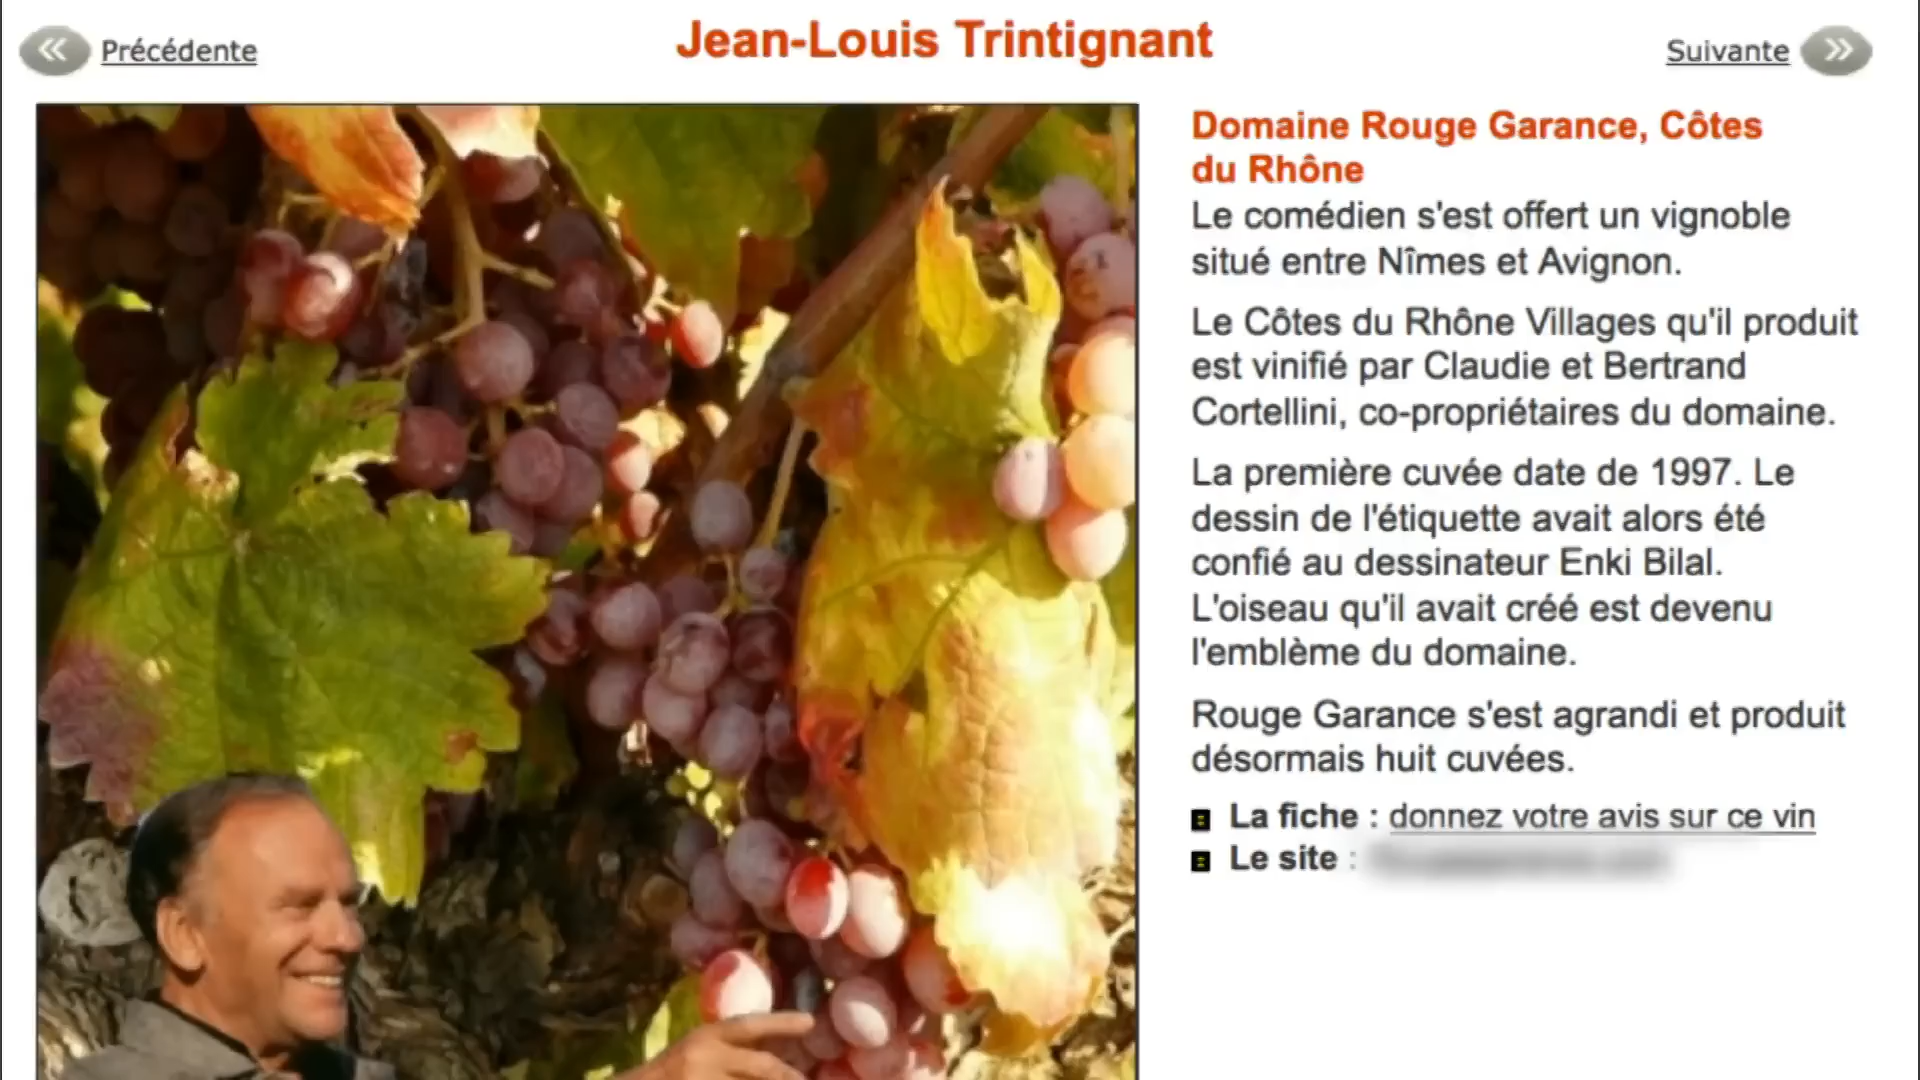 Précédente
Jean-Louis Trintignant
Suivante
Domaine Rouge Garance, Côtes
du Rhône
Le comédien s'est offert un vignoble
situé entre Nîmes et Avignon.
Le Côtes du Rhône Villages qu'il produit
est vinifié par Claudie et Bertrand
Cortellini, co-propriétaires du domaine.
La première cuvée date de 1997. Le
dessin de l'étiquette avait alors été
confié au dessinateur Enki Bilal.
L'oiseau qu'il avait créé est devenu
l'emblème du domaine.
Rouge Garance s'est agrandi et produit
désormais huit cuvées.
La fiche : donnez votre avis sur ce vin
Le site :